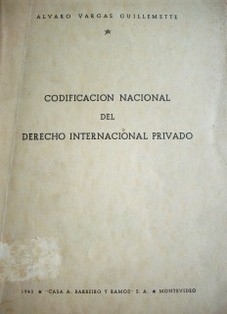 ALVARO VARGAS GUILLEMETTE
CODIFICACION NACIONAL
DEL
DERECHO INTERNACIONAL PRIVADO
1943 ★ "CASA A. BARREIRO Y RAMOS" S. A. ★ MONTEVIDEO